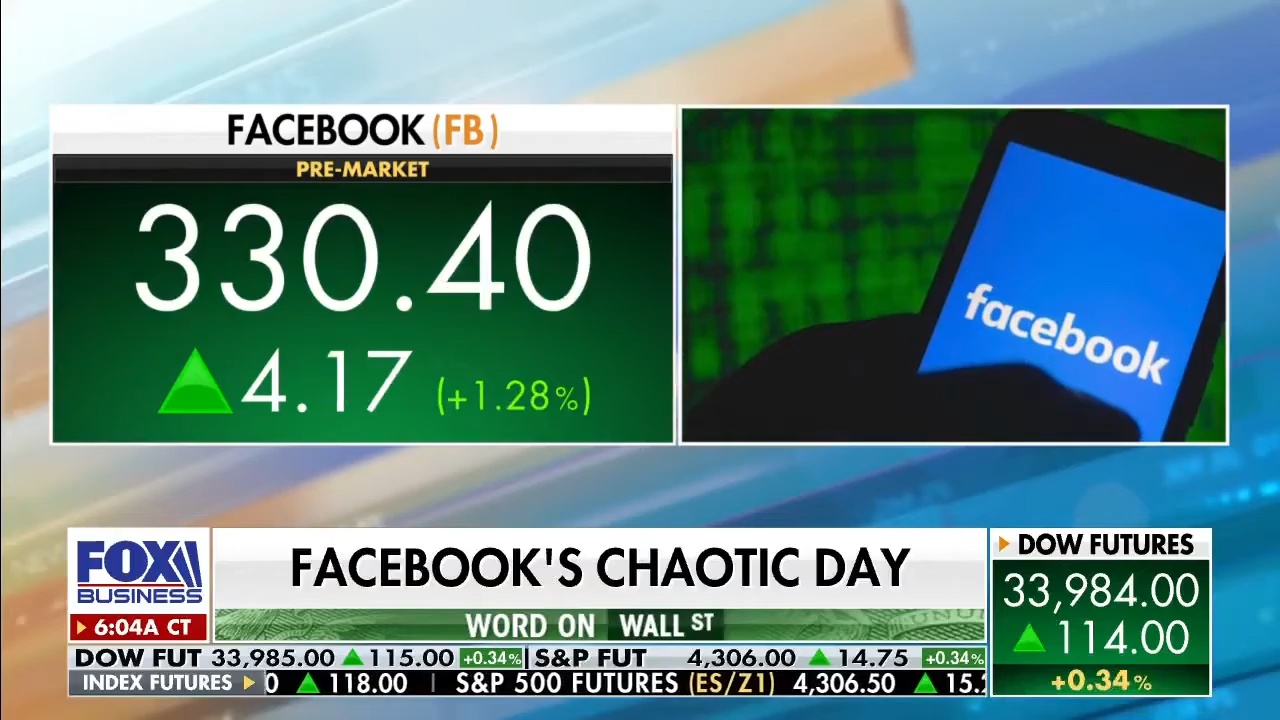 FACEBOOK (FB)
PRE-MARKET
330.40
4.17 (+1.28%)
facebook
FOX
BUSINESS
6:04A CT
FACEBOOK'S CHAOTIC DAY
WORD ON WALL ST
DOW FUTURES
33,984.00
114.00
+0.34%
DOW FUT 33,985.00 115.00 +0.34% S&P FUT 4,306.00 14.75 +0.34%
INDEX FUTURES 0 118.00 | S&P 500 FUTURES (ES/Z1) 4,306.50 15.2